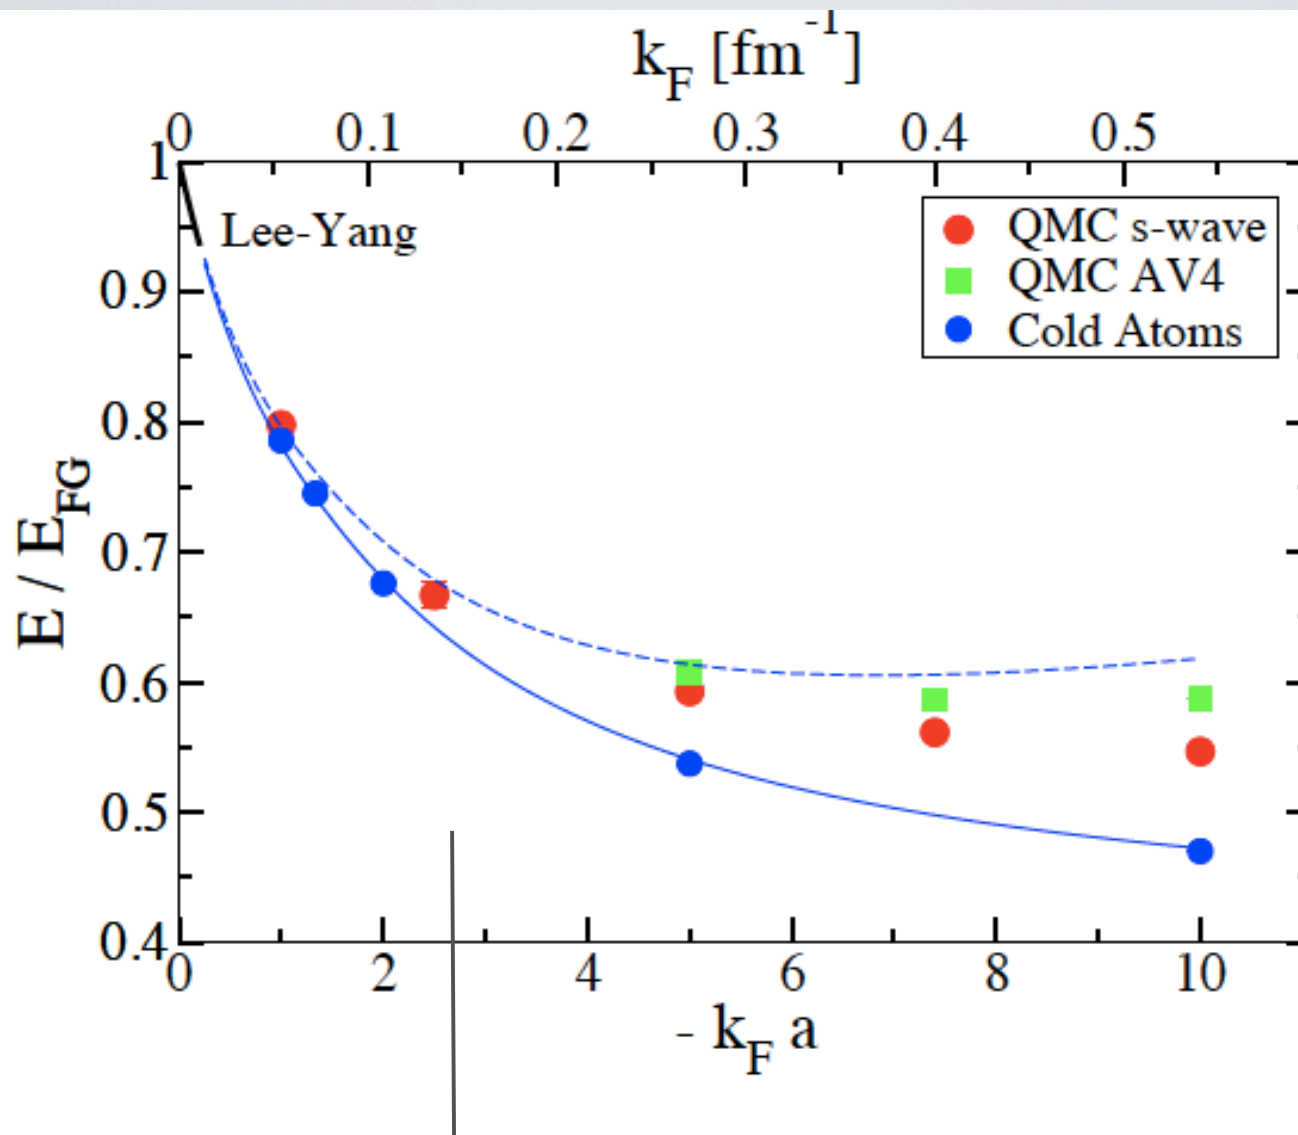 k_F [fm^-1]
0 0.1 0.2 0.3 0.4 0.5
1
Lee-Yang
QMC s-wave
QMC AV4
Cold Atoms
0.9
0.8
0.7
0.6
0.5
0.4
E / E_FG
0 2 4 6 8 10
- k_F a